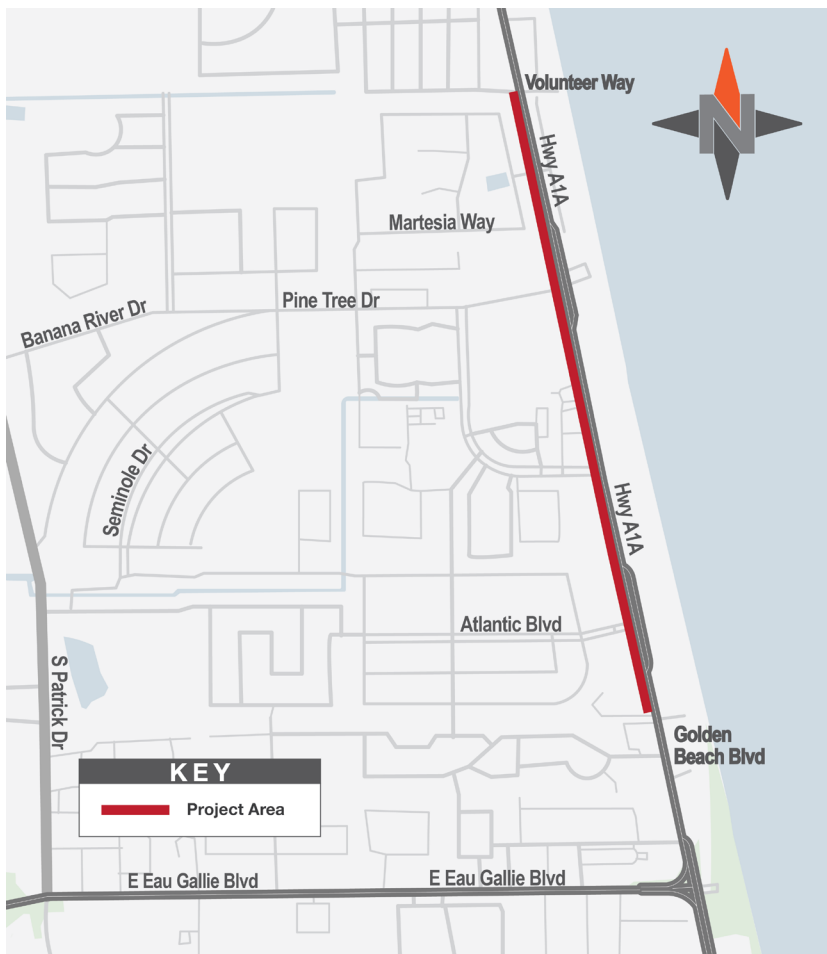 Volunteer Way
N
Hwy A1A
Martesia Way
Pine Tree Dr
Banana River Dr
Seminole Dr
Hwy A1A
Atlantic Blvd
S Patrick Dr
Golden
Beach Blvd
KEY
Project Area
E Eau Gallie Blvd
E Eau Gallie Blvd